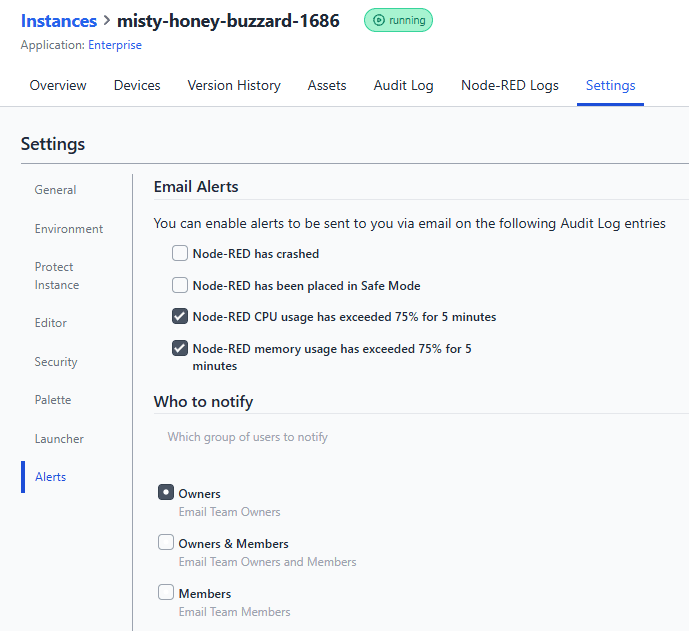 Instances > misty-honey-buzzard-1686 running
Application: Enterprise
Overview Devices Version History Assets Audit Log Node-RED Logs Settings
Settings
General
Environment
Protect
Instance
Editor
Security
Palette
Launcher
Alerts
Email Alerts
You can enable alerts to be sent to you via email on the following Audit Log entries
Node-RED has crashed
Node-RED has been placed in Safe Mode
Node-RED CPU usage has exceeded 75% for 5 minutes
Node-RED memory usage has exceeded 75% for 5
minutes
Who to notify
Which group of users to notify
Owners
Email Team Owners
Owners & Members
Email Team Owners and Members
Members
Email Team Members